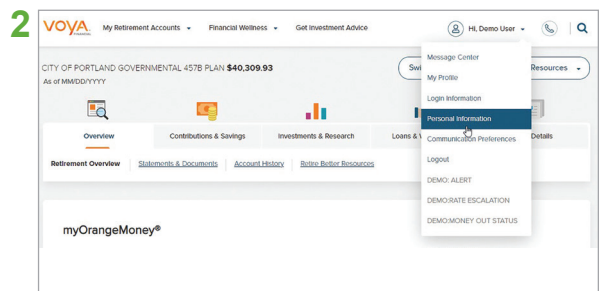 2
VOYA My Retirement Accounts Financial Wellness Get Investment Advice Hi, Demo User
CITY OF PORTLAND GOVERNMENTAL 457B PLAN $40,309.93 Swi Resources
As of MM/DD/YYYY
Message Center
My Profile
Login Information
Personal Information
Communication Preferences
Logout
DEMO: ALERT
DEMO:RATE ESCALATION
DEMO:MONEY OUT STATUS
Overview Contributions & Savings Investments & Research Loans & Details
Retirement Overview Statements & Documents Account History Retire Better Resources
myOrangeMoney®